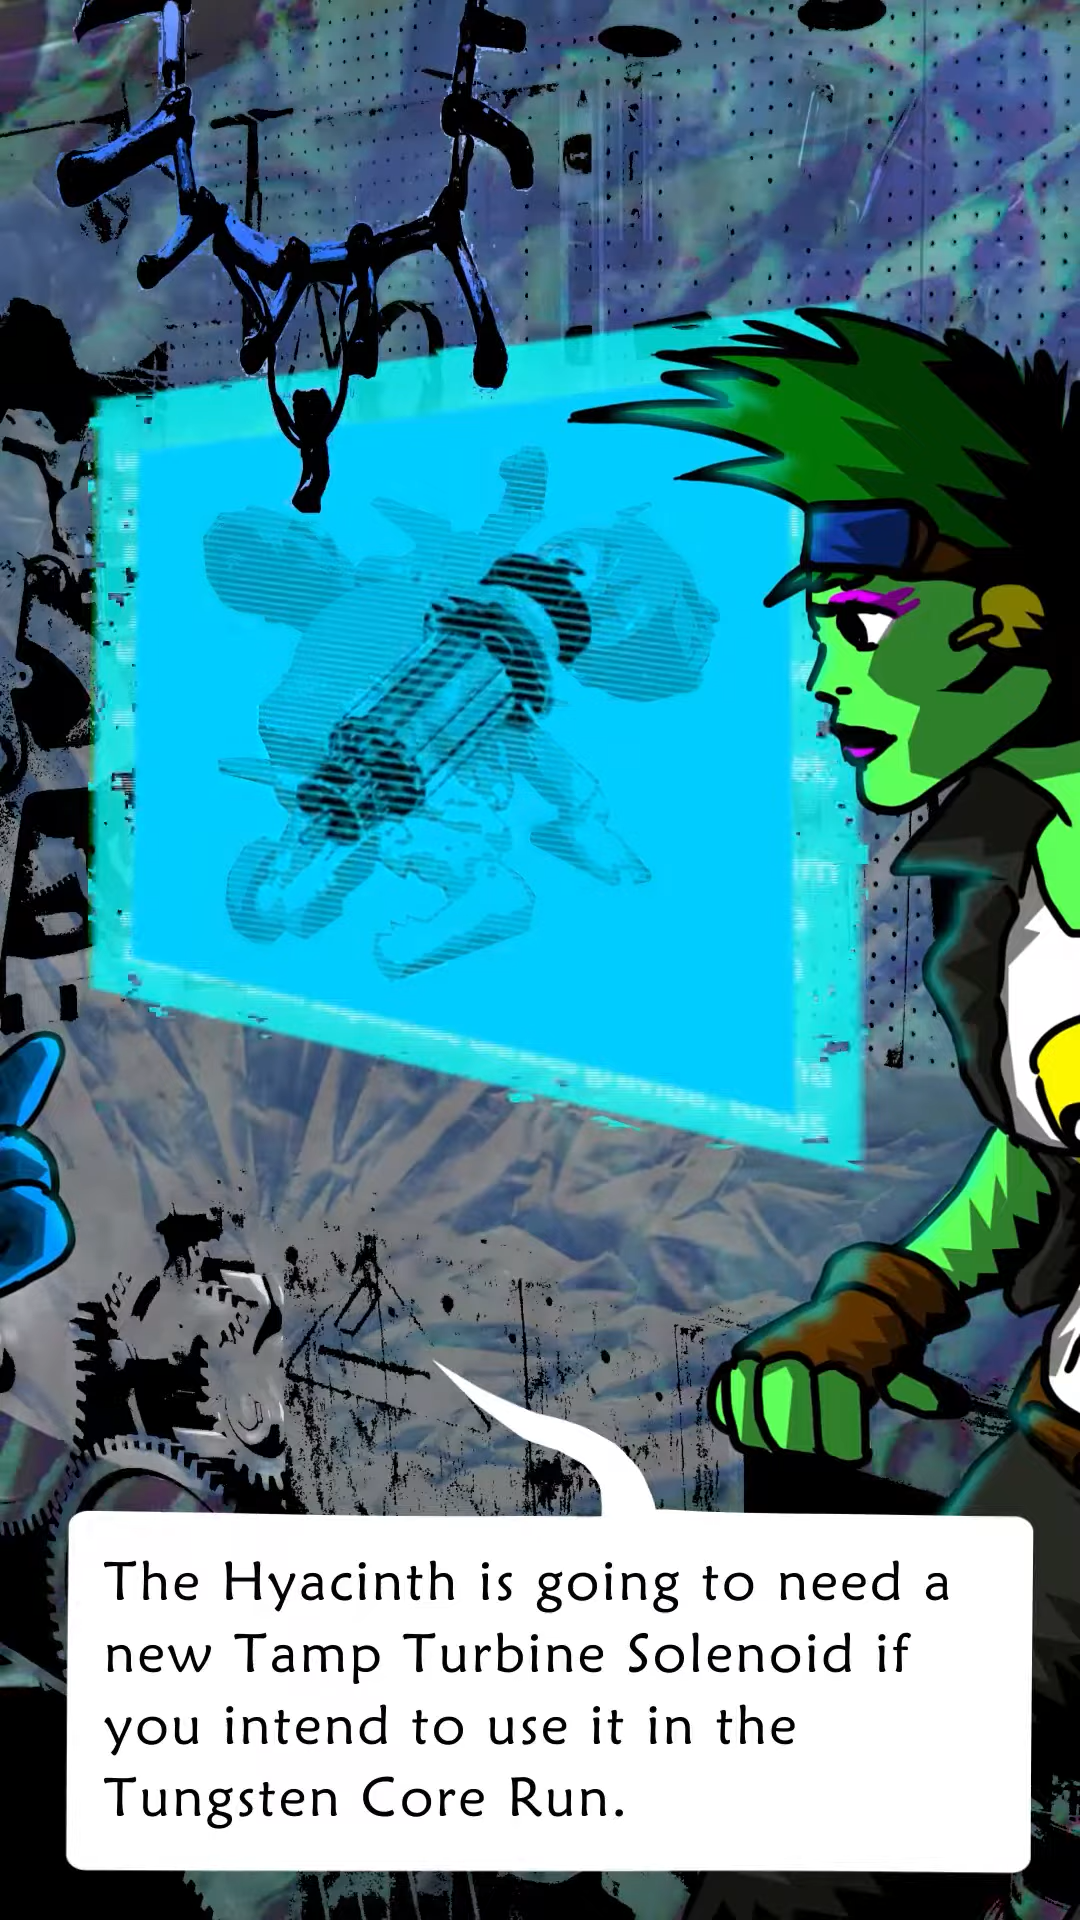 The Hyacinth is going to need a
new Tamp Turbine Solenoid if
you intend to use it in the
Tungsten Core Run.